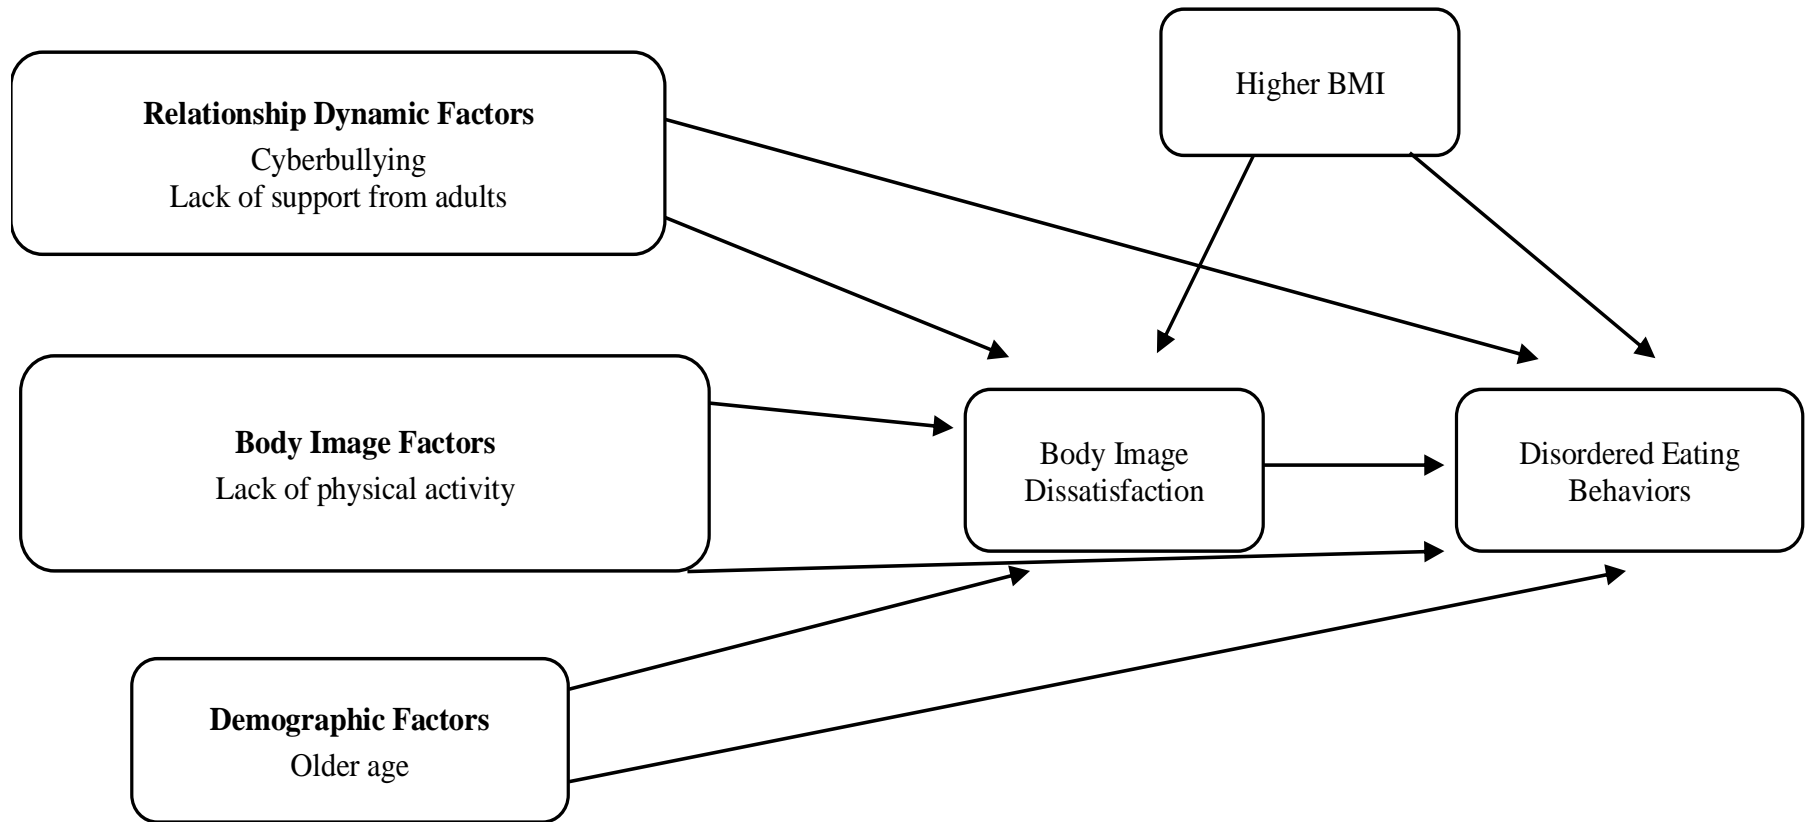 Higher BMI
Relationship Dynamic Factors
Cyberbullying
Lack of support from adults
Body Image Factors
Lack of physical activity
Body Image
Dissatisfaction
Disordered Eating
Behaviors
Demographic Factors
Older age